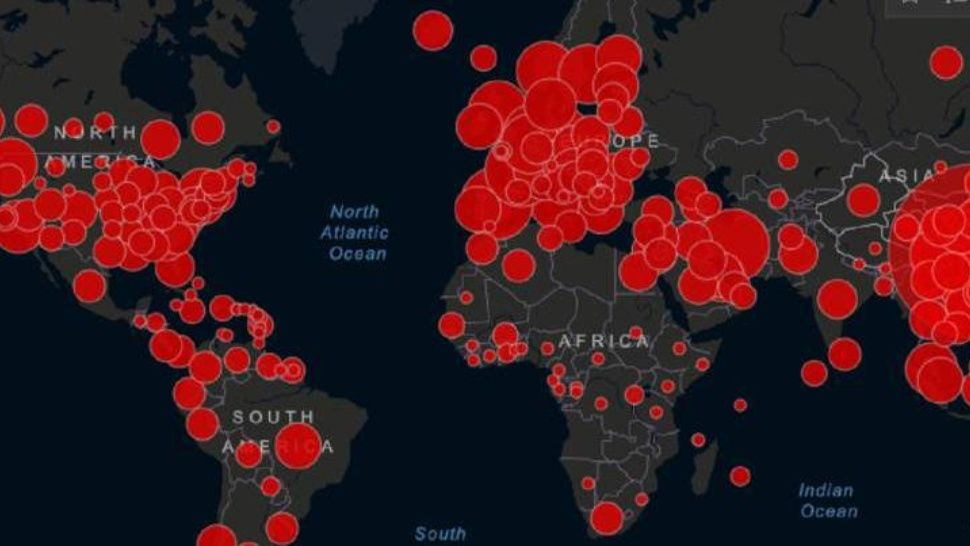 NORTH
AMERICA
EUROPE
ASIA
North
Atlantic
Ocean
AFRICA
SOUTH
AMERICA
Indian
Ocean
South